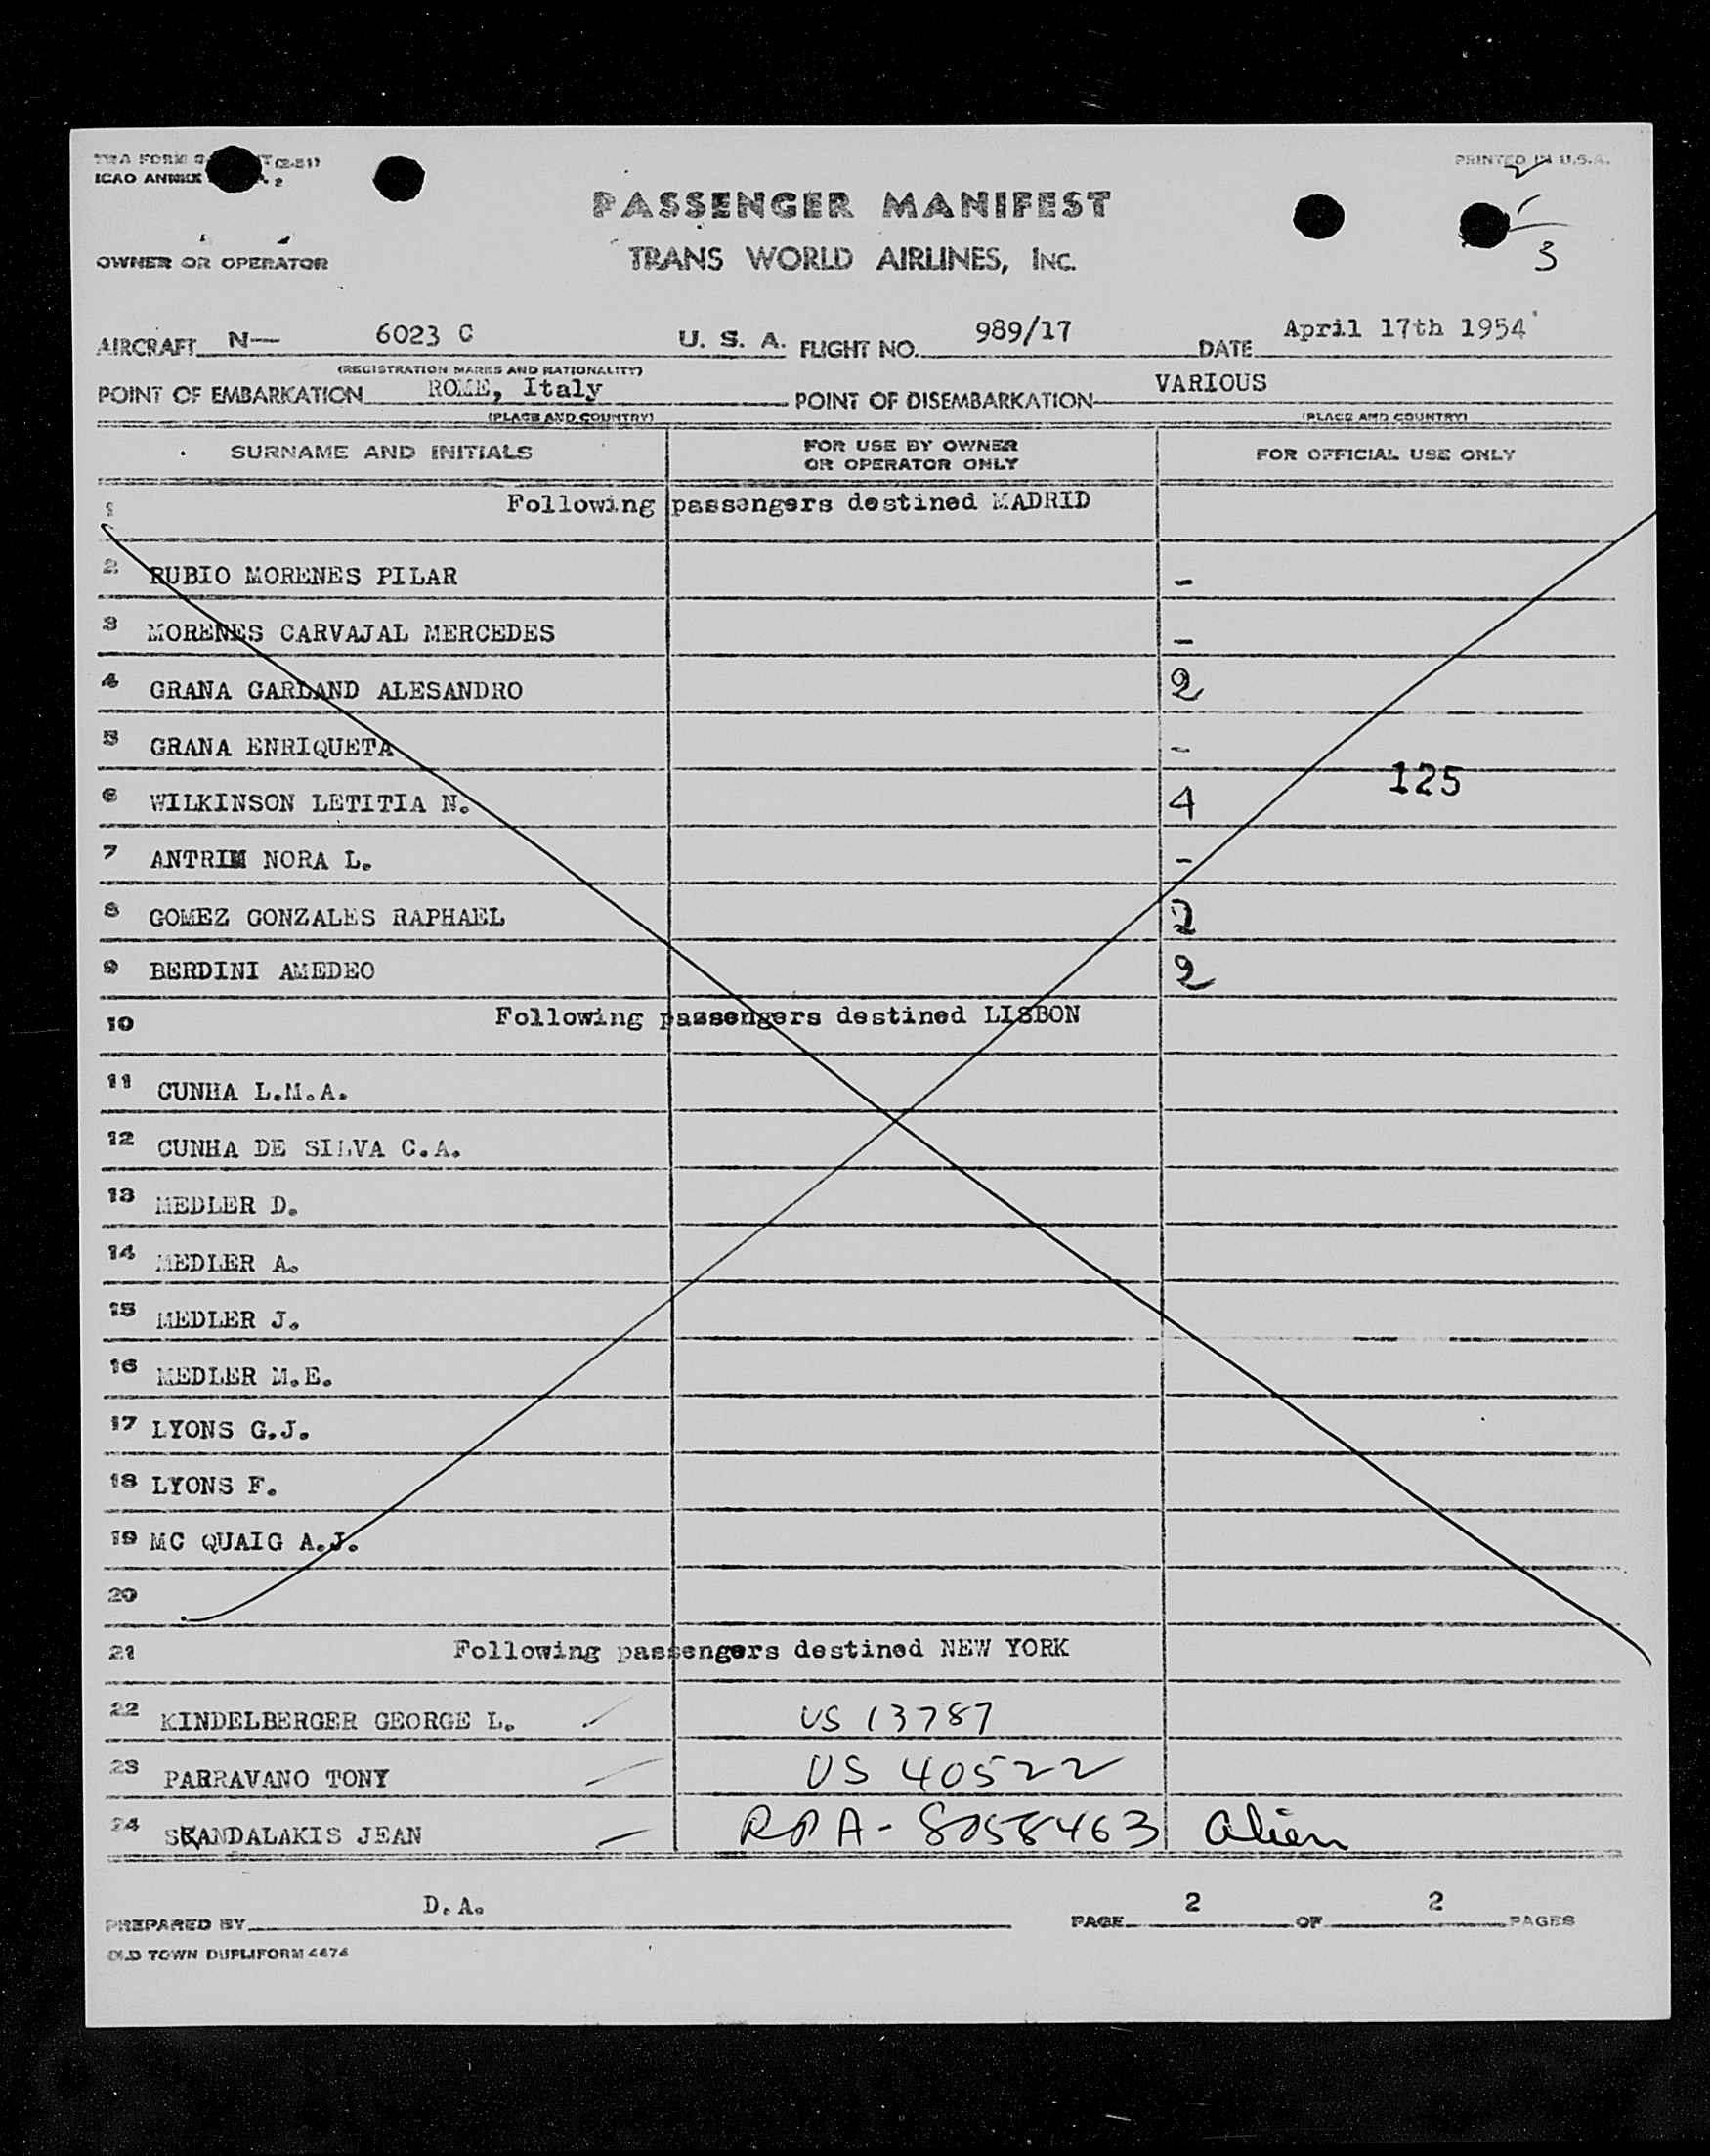 TWA FORM (2-51)
ICAO ANNEX 2
PRINTED IN U.S.A.
PASSENGER MANIFEST
OWNER OR OPERATOR
TRANS WORLD AIRLINES, INC.
3
AIRCRAFT N— 6023 C U. S. A. FLIGHT NO. 989/17 DATE April 17th 1954
(REGISTRATION MARKS AND NATIONALITY)
POINT OF EMBARKATION ROME, Italy POINT OF DISEMBARKATION VARIOUS
(PLACE AND COUNTRY) (PLACE AND COUNTRY)
SURNAME AND INITIALS FOR USE BY OWNER OR OPERATOR ONLY FOR OFFICIAL USE ONLY
1 Following passengers destined MADRID
2 RUBIO MORENES PILAR -
3 MORENES CARVAJAL MERCEDES -
4 GRANA GARLAND ALESANDRO 2
5 GRANA ENRIQUETA -
125
6 WILKINSON LETITIA N. 4
7 ANTRIM NORA L. -
8 GOMEZ GONZALES RAPHAEL 2
9 BERDINI AMEDEO 2
10 Following passengers destined LISBON
11 CUNHA L.M.A.
12 CUNHA DE SILVA C.A.
13 MEDLER D.
14 MEDLER A.
15 MEDLER J.
16 MEDLER M.E.
17 LYONS G.J.
18 LYONS F.
19 MC QUAIG A.J.
20
21 Following passengers destined NEW YORK
22 KINDELBERGER GEORGE L. US 13787
23 PARRAVANO TONY US 40522
24 SKANDALAKIS JEAN RPA-8058463 alien
PREPARED BY D.A. PAGE 2 OF 2 PAGES
OLD TOWN DUPLIFORM 4474